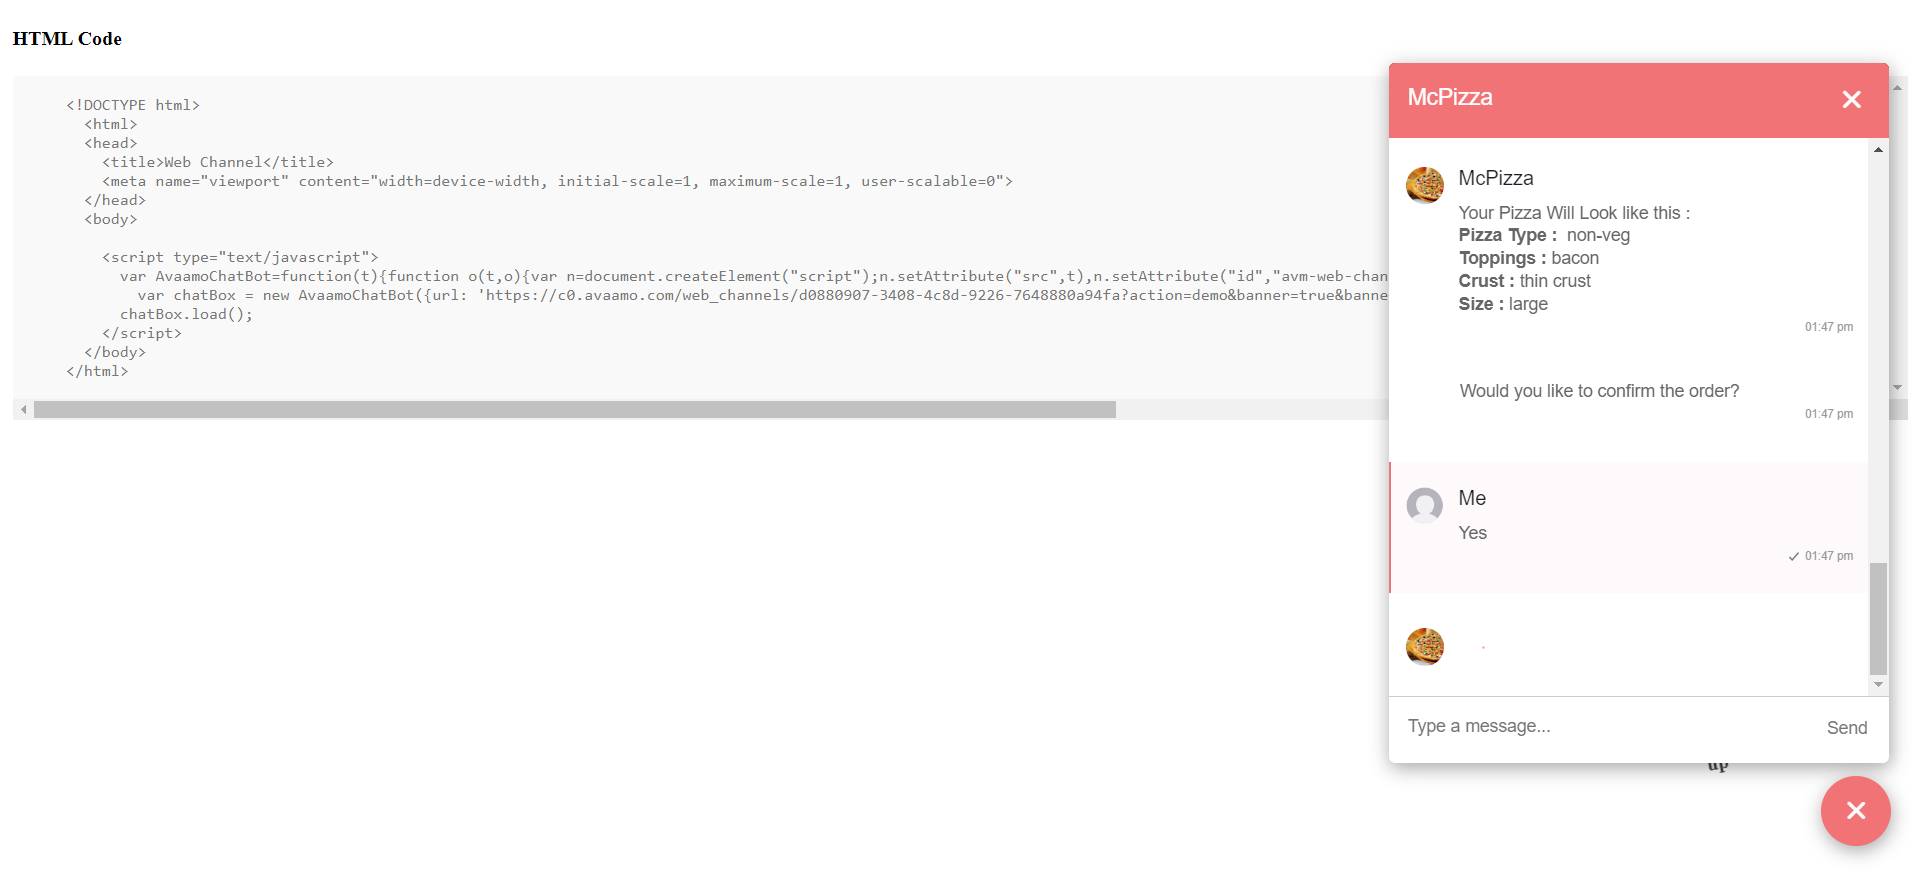 HTML Code
<!DOCTYPE html>
<html>
<head>
<title>Web Channel</title>
<meta name="viewport" content="width=device-width, initial-scale=1, maximum-scale=1, user-scalable=0">
</head>
<body>
<script type="text/javascript">
var AvaamoChatBot=function(t){function o(t,o){var n=document.createElement("script");n.setAttribute("src",t),n.setAttribute("id","avm-web-chan
var chatBox = new AvaamoChatBot({url: 'https://c0.avaamo.com/web_channels/d0880907-3408-4c8d-9226-7648880a94fa?action=demo&banner=true&banne
chatBox.load();
</script>
</body>
</html>
McPizza
McPizza
Your Pizza Will Look like this :
Pizza Type : non-veg
Toppings : bacon
Crust : thin crust
Size : large
01:47 pm
Would you like to confirm the order?
01:47 pm
Me
Yes
01:47 pm
Type a message...
Send
up